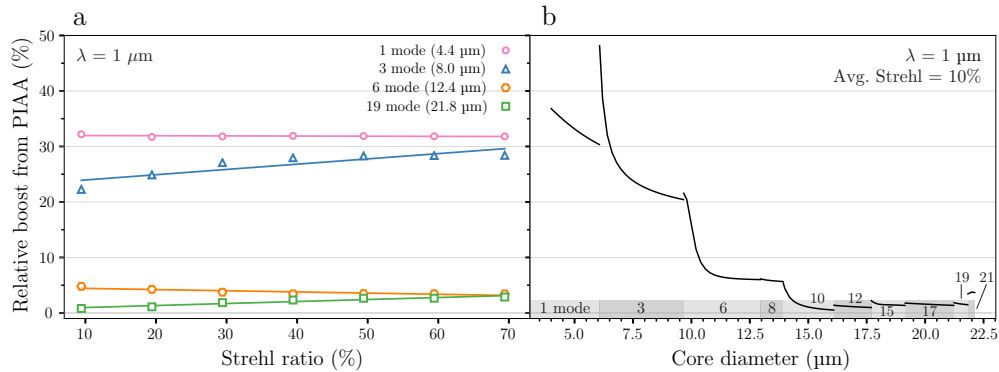 a
b
50
40
30
20
10
0
Relative boost from PIAA (%)
λ = 1 μm
1 mode (4.4 µm)
3 mode (8.0 µm)
6 mode (12.4 µm)
19 mode (21.8 µm)
10 20 30 40 50 60 70
Strehl ratio (%)
λ = 1 µm
Avg. Strehl = 10%
1 mode
3
6
8
10
12
15
17
19
21
5.0 7.5 10.0 12.5 15.0 17.5 20.0 22.5
Core diameter (µm)